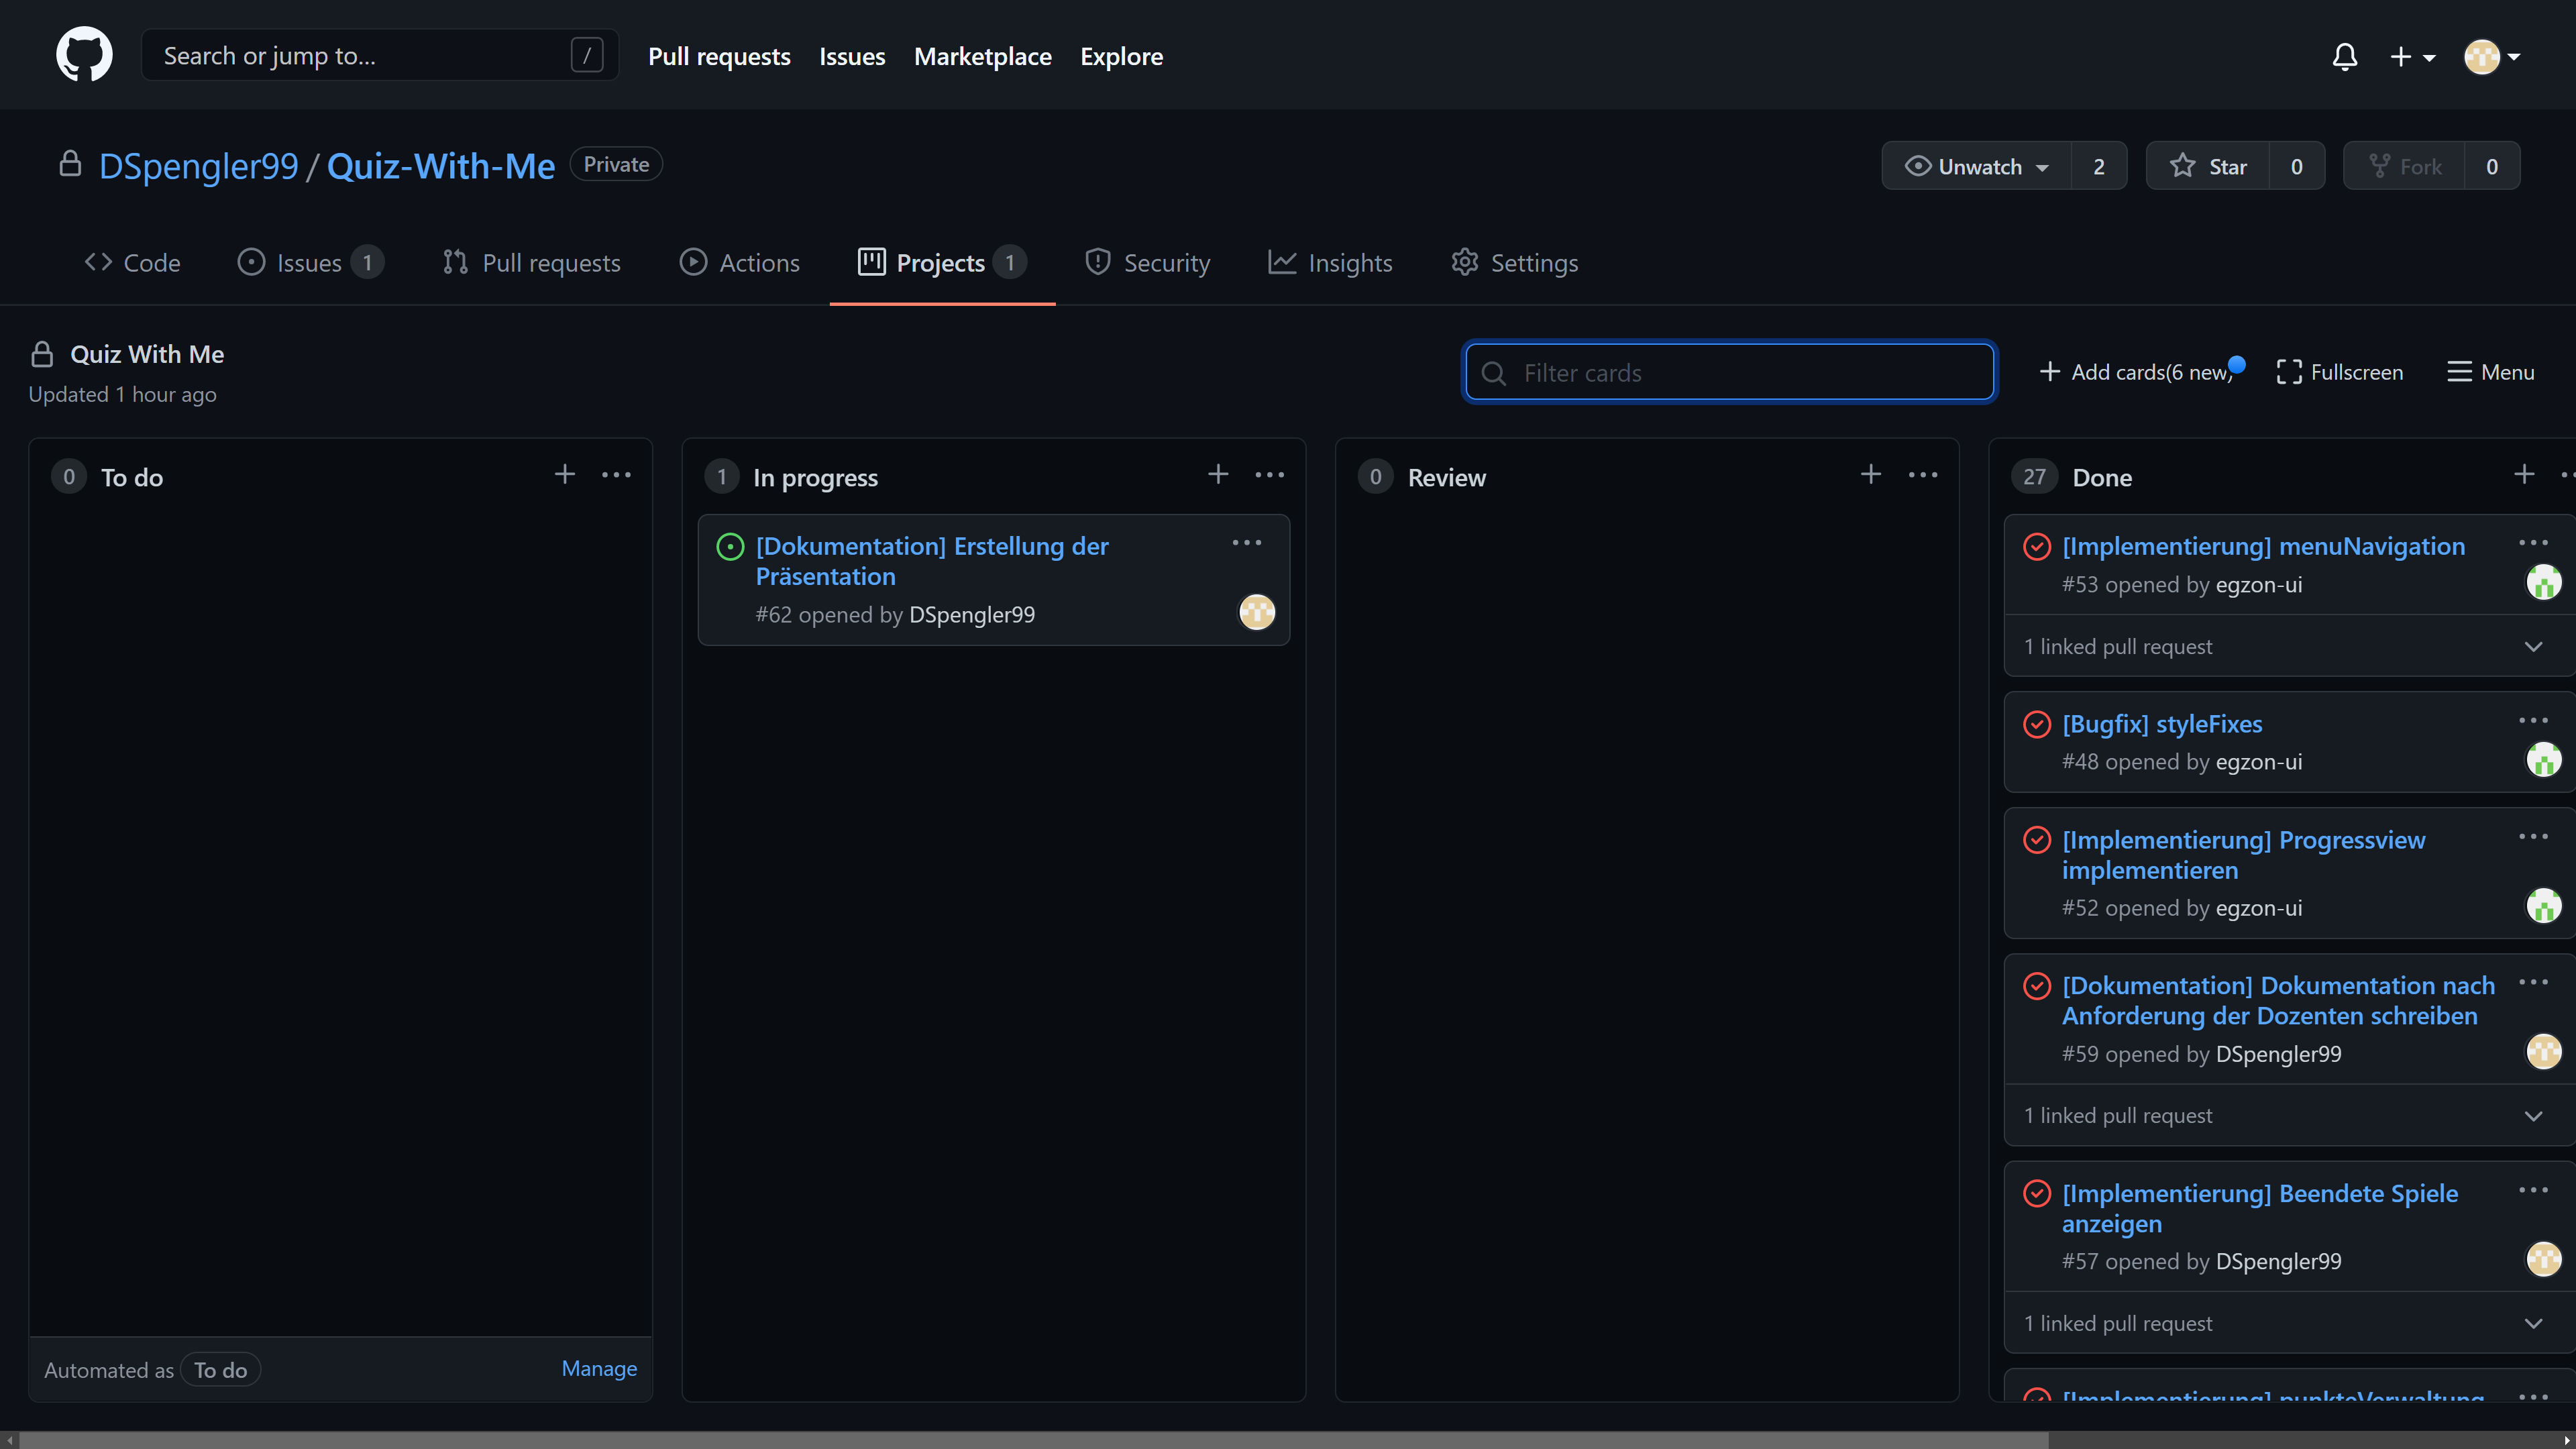 Search or jump to...
/
Pull requests
Issues
Marketplace
Explore
DSpengler99 / Quiz-With-Me
Private
Unwatch
2
Star
0
Fork
0
Code
Issues
1
Pull requests
Actions
Projects
1
Security
Insights
Settings
Quiz With Me
Updated 1 hour ago
Filter cards
Add cards(6 new)
Fullscreen
Menu
0
To do
Automated as
To do
Manage
1
In progress
[Dokumentation] Erstellung der
Präsentation
#62 opened by DSpengler99
0
Review
27
Done
[Implementierung] menuNavigation
#53 opened by egzon-ui
1 linked pull request
[Bugfix] styleFixes
#48 opened by egzon-ui
[Implementierung] Progressview
implementieren
#52 opened by egzon-ui
[Dokumentation] Dokumentation nach
Anforderung der Dozenten schreiben
#59 opened by DSpengler99
1 linked pull request
[Implementierung] Beendete Spiele
anzeigen
#57 opened by DSpengler99
1 linked pull request
[Implementierung] punkteVerwaltung